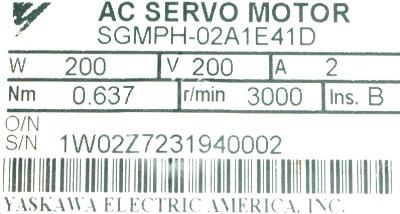 AC SERVO MOTOR
SGMPH-02A1E41D
W 200 V 200 A 2
Nm 0.637 r/min 3000 Ins. B
O/N
S/N 1W02Z7231940002
YASKAWA ELECTRIC AMERICA, INC.